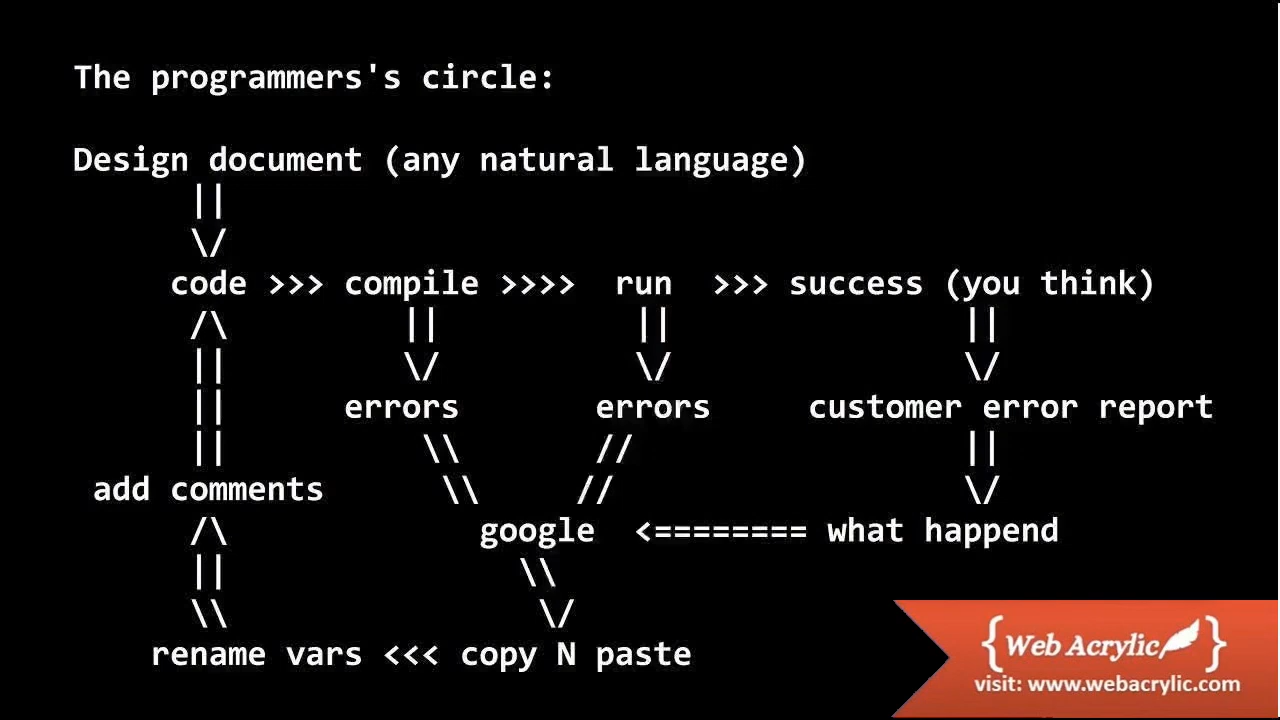 The programmers's circle:
Design document (any natural language)
||
\/
code >>> compile >>>> run >>> success (you think)
/\ || || ||
|| \/ \/ \/
|| errors errors customer error report
|| \\ // ||
add comments \\ // \/
/\ google <======== what happend
|| \\
\\ \/
rename vars <<< copy N paste
{Web Acrylic}
visit: www.webacrylic.com